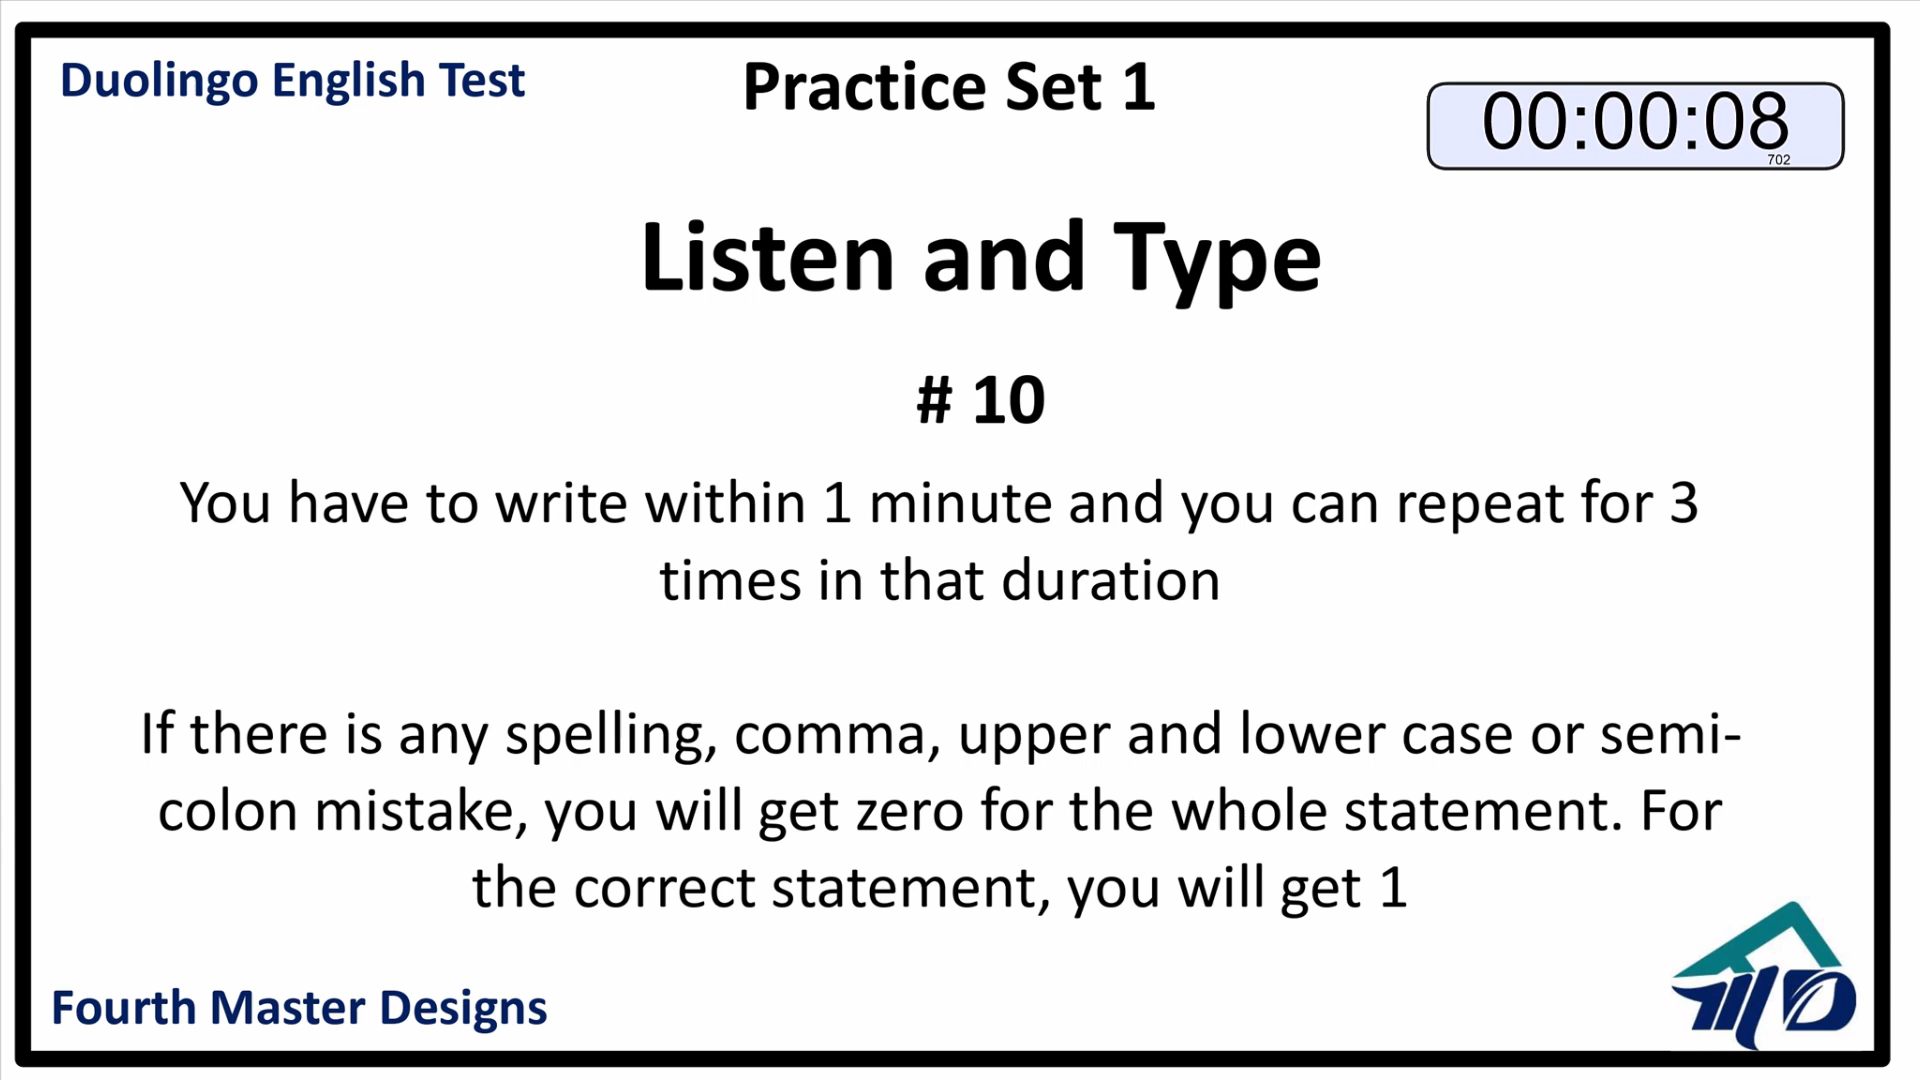 Duolingo English Test
Practice Set 1
00:00:08
702
Listen and Type
# 10
You have to write within 1 minute and you can repeat for 3
times in that duration
If there is any spelling, comma, upper and lower case or semi-
colon mistake, you will get zero for the whole statement. For
the correct statement, you will get 1
Fourth Master Designs